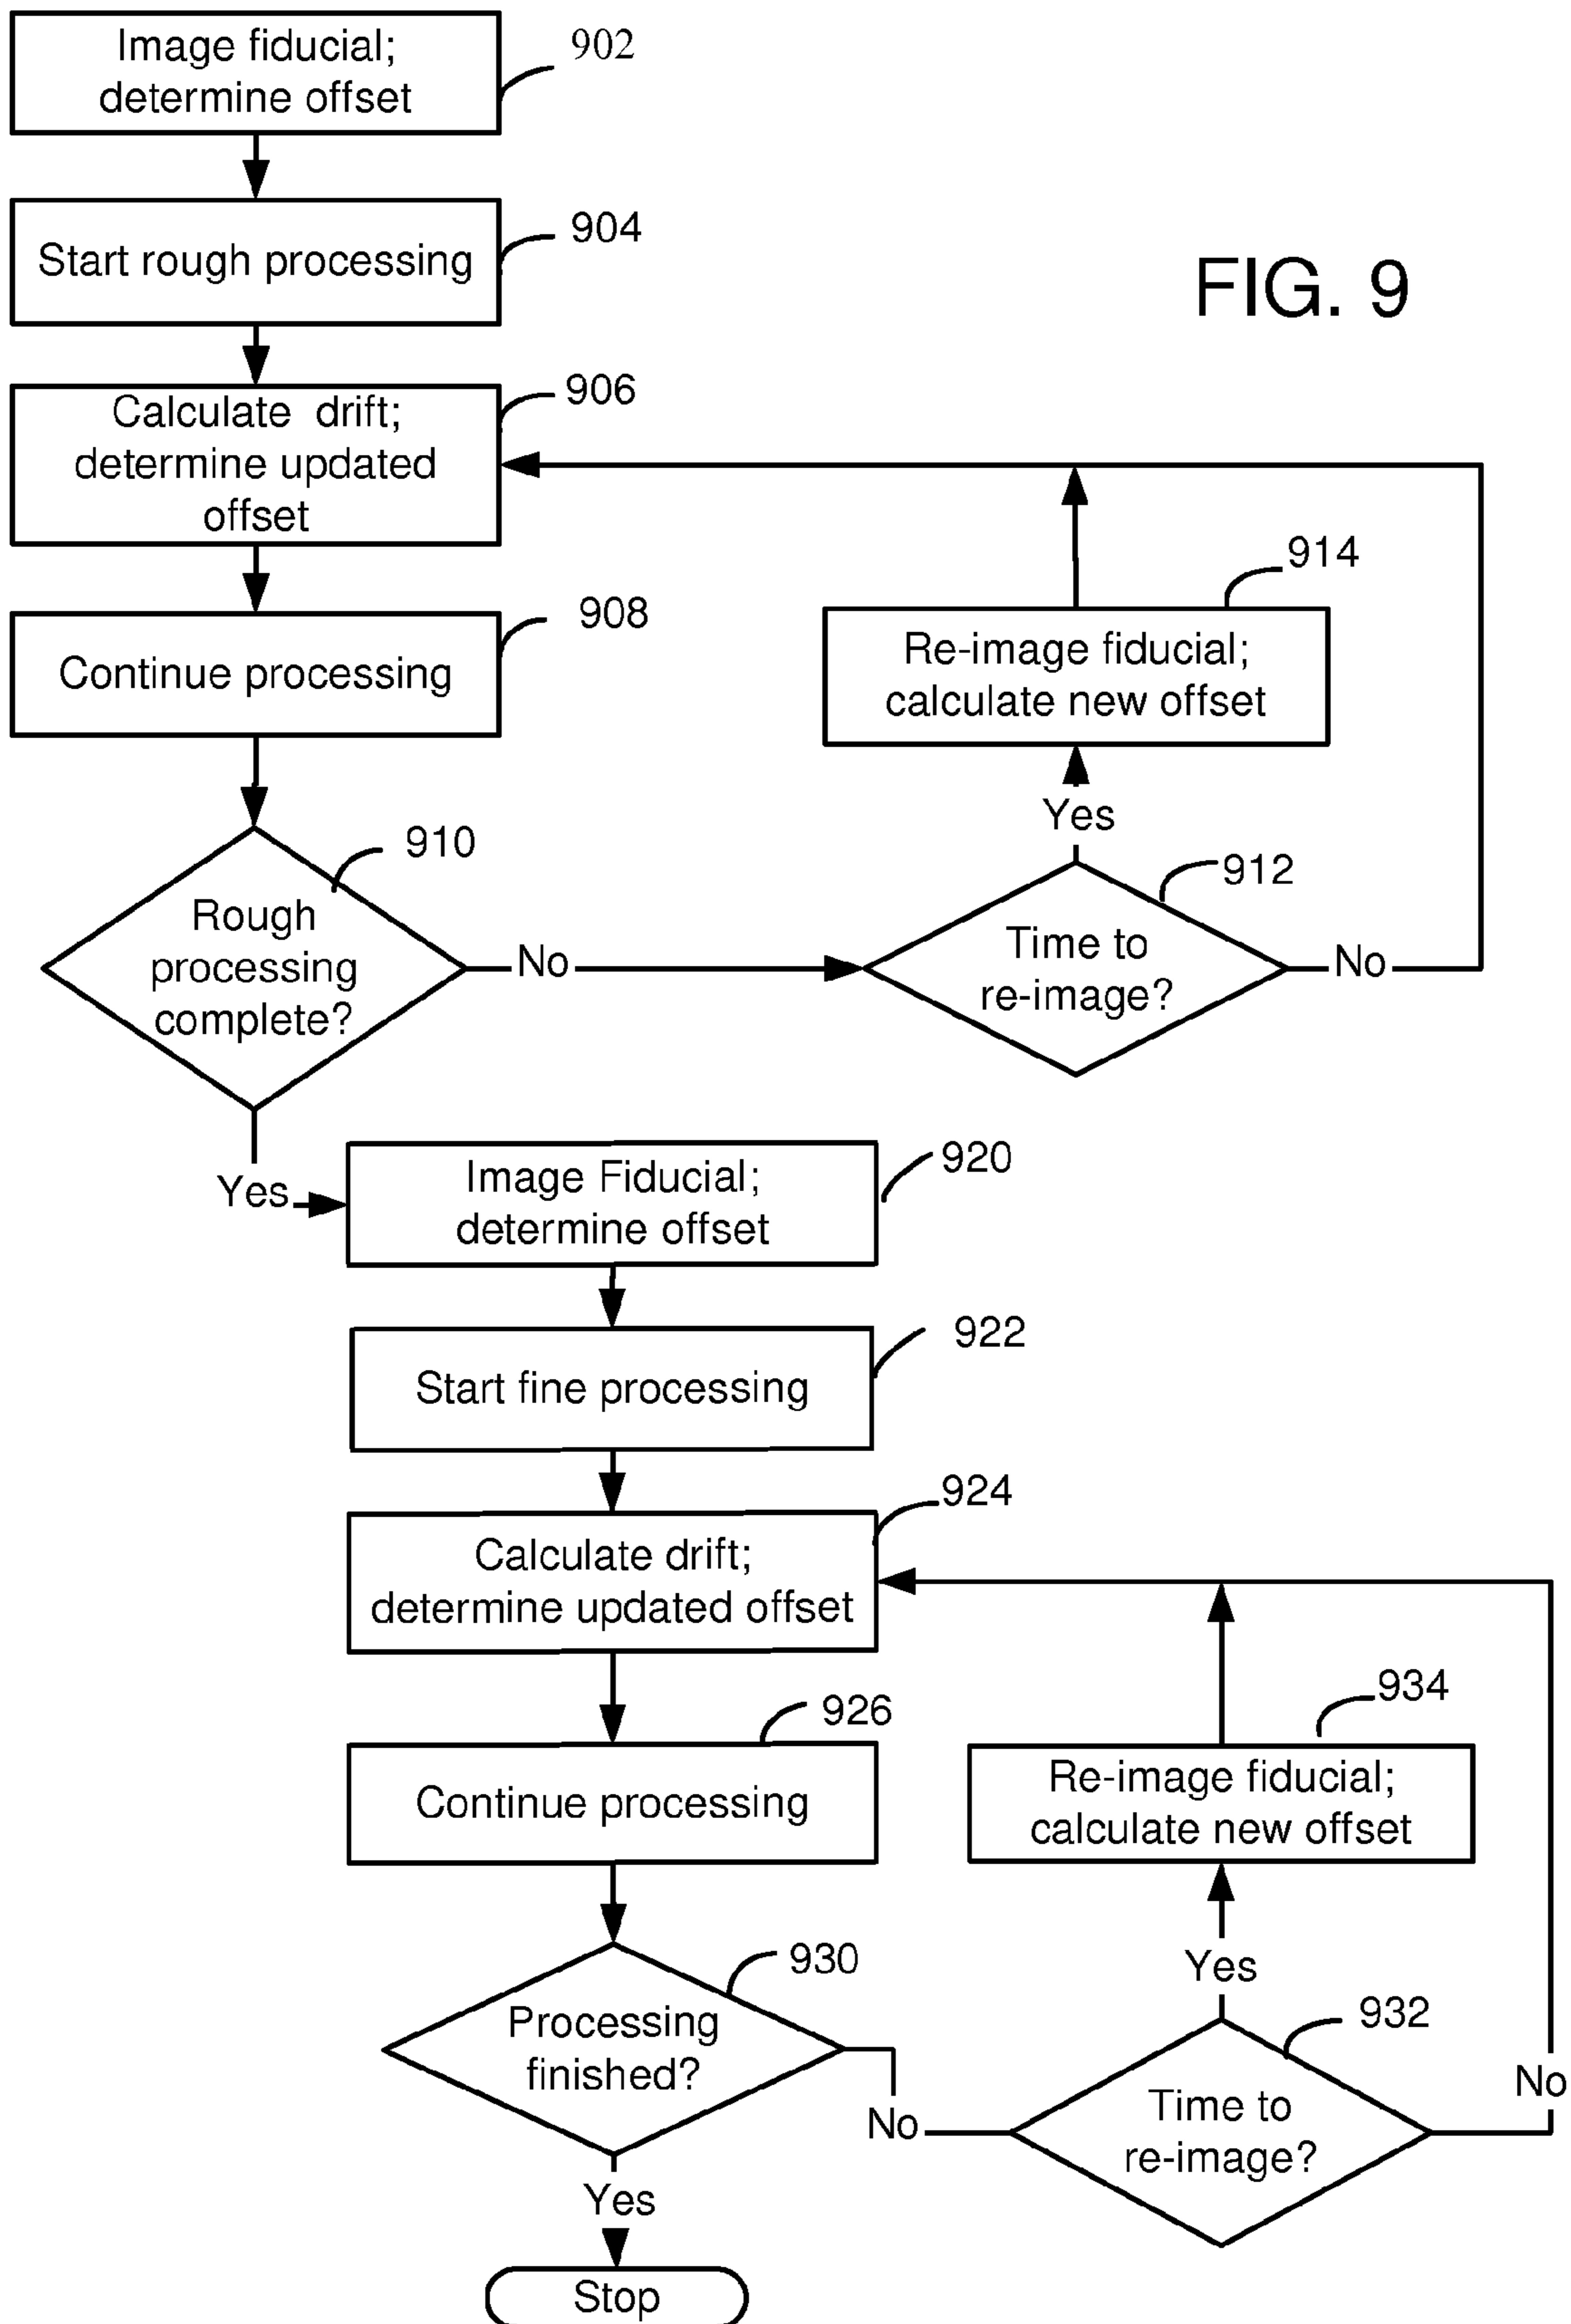 Image fiducial;
determine offset
902
Start rough processing
904
FIG. 9
Calculate drift;
determine updated
offset
906
Continue processing
908
Re-image fiducial;
calculate new offset
914
Yes
Rough
processing
complete?
910
No
Time to
re-image?
912
No
Yes
Image Fiducial;
determine offset
920
Start fine processing
922
Calculate drift;
determine updated offset
924
Continue processing
926
Re-image fiducial;
calculate new offset
934
Yes
Processing
finished?
930
No
Time to
re-image?
932
No
Yes
Stop